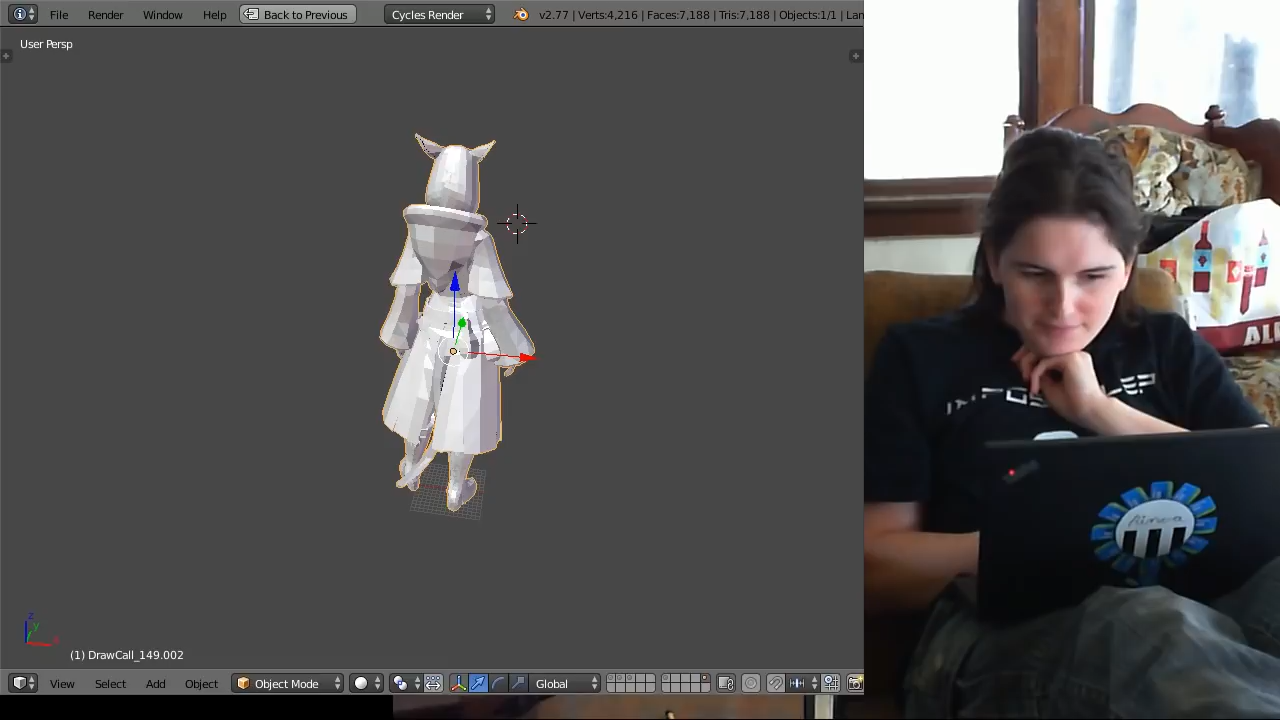 File Render Window Help Back to Previous Cycles Render v2.77 | Verts:4,216 | Faces:7,188 | Tris:7,188 | Objects:1/1 | Lan
User Persp
(1) DrawCall_149.002
View Select Add Object Object Mode Global